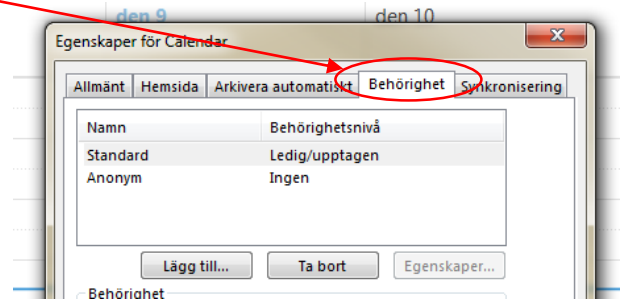 den 9 den 10
Egenskaper för Calendar
Allmänt Hemsida Arkivera automatiskt Behörighet Synkronisering
Namn Behörighetsnivå
Standard Ledig/upptagen
Anonym Ingen
Lägg till... Ta bort Egenskaper...
Behörighet